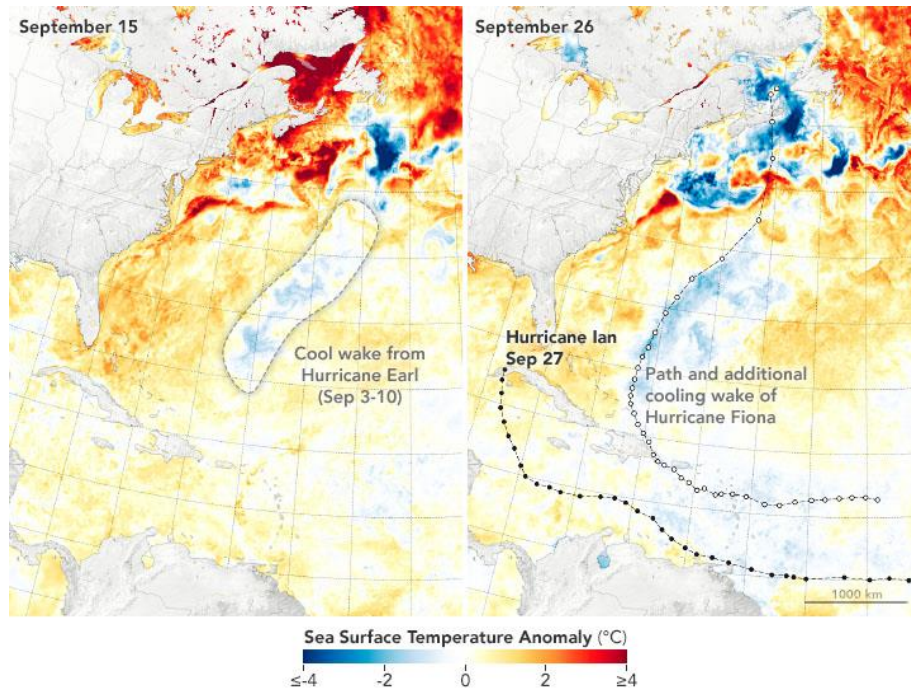 September 15
September 26
Cool wake from
Hurricane Earl
(Sep 3-10)
Hurricane Ian
Sep 27
Path and additional
cooling wake of
Hurricane Fiona
1000 km
Sea Surface Temperature Anomaly (°C)
≤-4 -2 0 2 ≥4